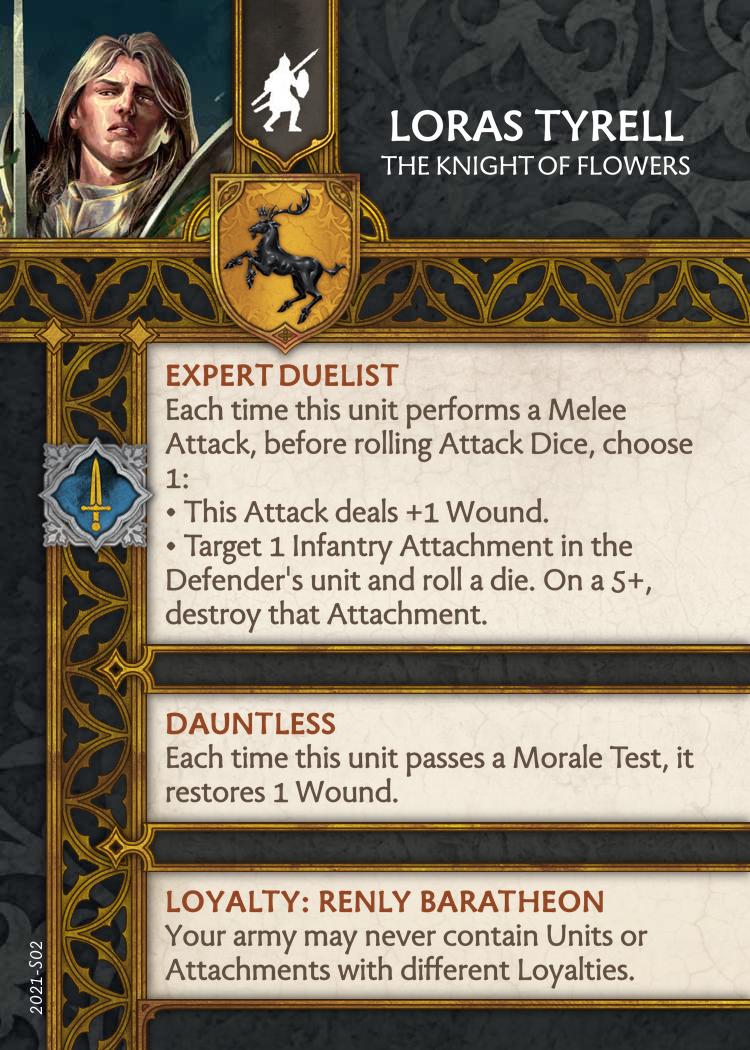 LORAS TYRELL
THE KNIGHT OF FLOWERS
EXPERT DUELIST
Each time this unit performs a Melee
Attack, before rolling Attack Dice, choose
1:
• This Attack deals +1 Wound.
• Target 1 Infantry Attachment in the
Defender's unit and roll a die. On a 5+,
destroy that Attachment.
DAUNTLESS
Each time this unit passes a Morale Test, it
restores 1 Wound.
LOYALTY: RENLY BARATHEON
Your army may never contain Units or
Attachments with different Loyalties.
2021-S02